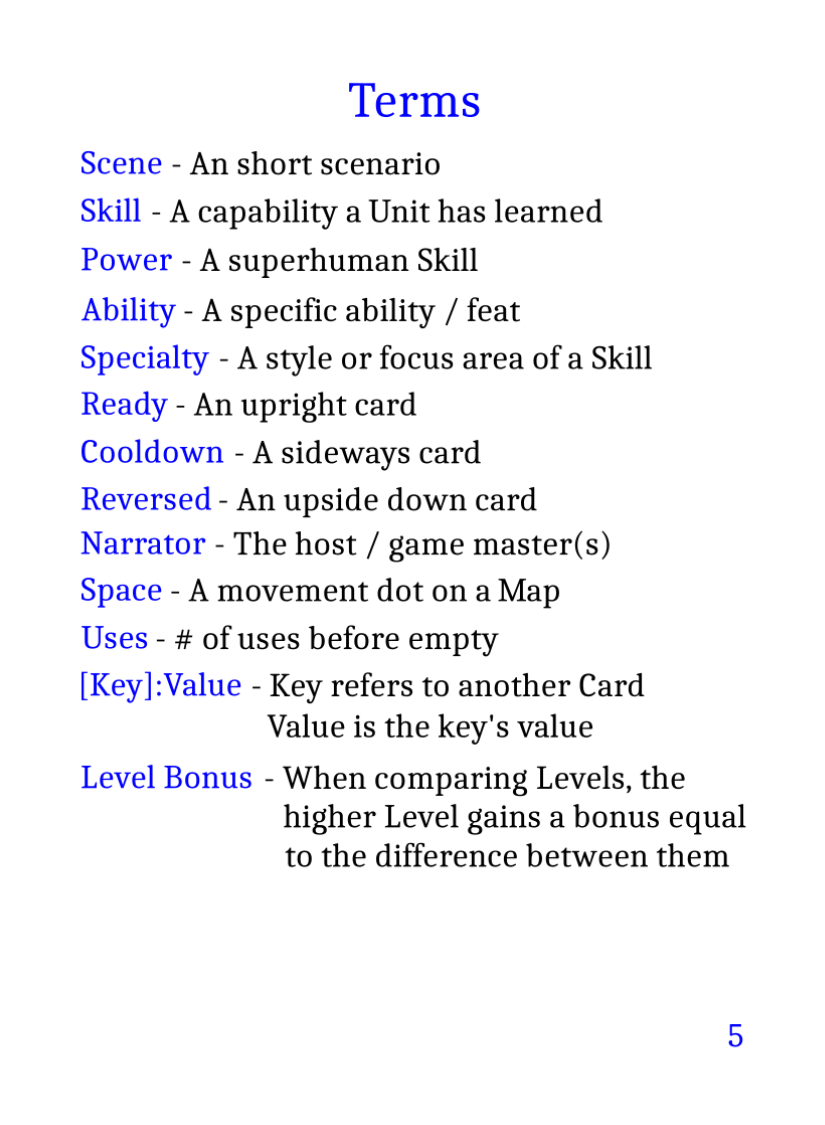 Terms
Scene - An short scenario
Skill - A capability a Unit has learned
Power - A superhuman Skill
Ability - A specific ability / feat
Specialty - A style or focus area of a Skill
Ready - An upright card
Cooldown - A sideways card
Reversed - An upside down card
Narrator - The host / game master(s)
Space - A movement dot on a Map
Uses - # of uses before empty
[Key]:Value - Key refers to another Card
Value is the key's value
Level Bonus - When comparing Levels, the
higher Level gains a bonus equal
to the difference between them
5